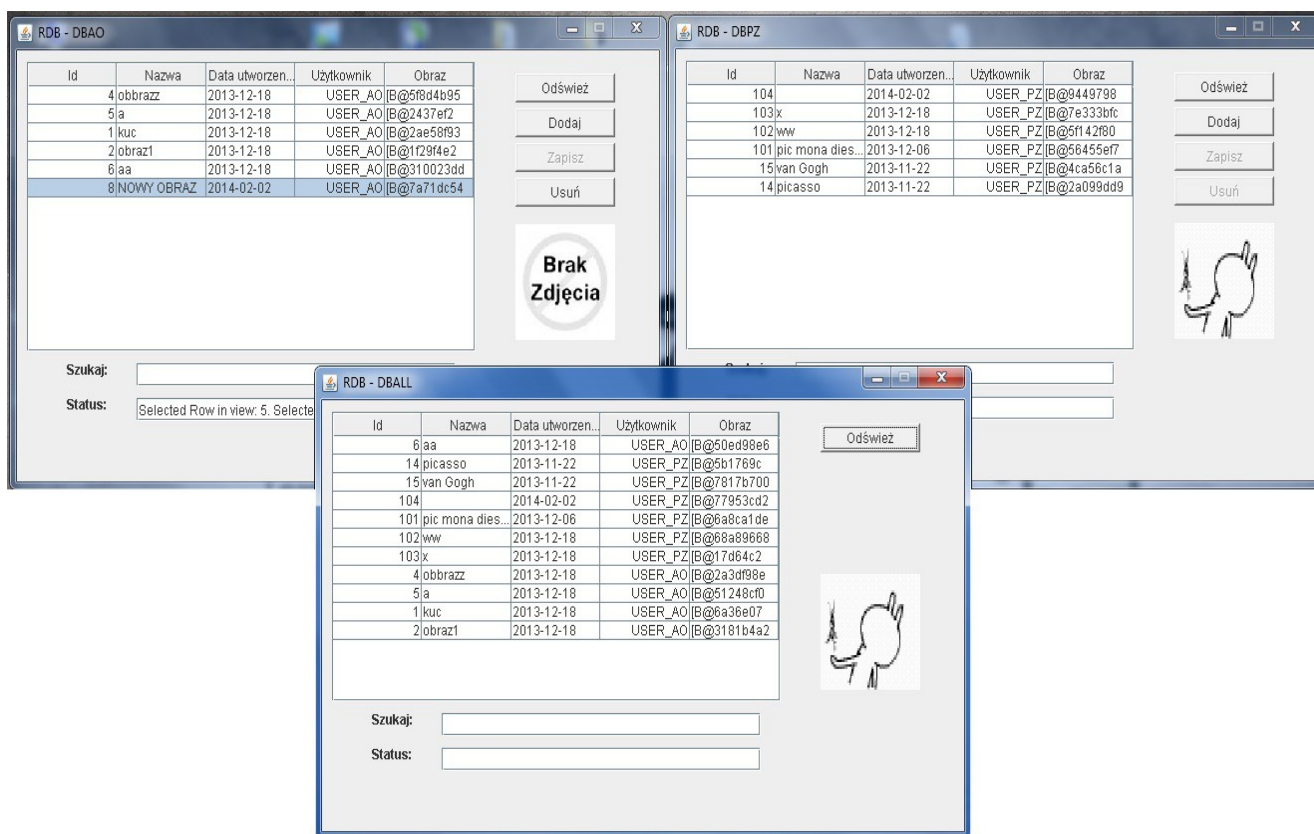 RDB - DBAO
Id Nazwa Data utworzen... Użytkownik Obraz
4 obbrazz 2013-12-18 USER_AO [B@5f8d4b95
5 a 2013-12-18 USER_AO [B@2437ef2
1 kuc 2013-12-18 USER_AO [B@2ae58f93
2 obraz1 2013-12-18 USER_AO [B@1f29f4e2
6 aa 2013-12-18 USER_AO [B@310023dd
8 NOWY OBRAZ 2014-02-02 USER_AO [B@7a71dc54
Odśwież
Dodaj
Zapisz
Usuń
Brak
Zdjęcia
Szukaj:
Status: Selected Row in view: 5. Selecte
RDB - DBPZ
Id Nazwa Data utworzen... Użytkownik Obraz
104 2014-02-02 USER_PZ [B@9449798
103 x 2013-12-18 USER_PZ [B@7e333bfc
102 ww 2013-12-18 USER_PZ [B@5f142f80
101 pic mona dies... 2013-12-06 USER_PZ [B@56455ef7
15 van Gogh 2013-11-22 USER_PZ [B@4ca56c1a
14 picasso 2013-11-22 USER_PZ [B@2a099dd9
Odśwież
Dodaj
Zapisz
Usuń
RDB - DBALL
Id Nazwa Data utworzen... Użytkownik Obraz
6 aa 2013-12-18 USER_AO [B@50ed98e6
14 picasso 2013-11-22 USER_PZ [B@5b1769c
15 van Gogh 2013-11-22 USER_PZ [B@7817b700
104 2014-02-02 USER_PZ [B@77953cd2
101 pic mona dies... 2013-12-06 USER_PZ [B@6a8ca1de
102 ww 2013-12-18 USER_PZ [B@68a89668
103 x 2013-12-18 USER_PZ [B@17d64c2
4 obbrazz 2013-12-18 USER_AO [B@2a3df98e
5 a 2013-12-18 USER_AO [B@51248cf0
1 kuc 2013-12-18 USER_AO [B@6a36e07
2 obraz1 2013-12-18 USER_AO [B@3181b4a2
Odśwież
Szukaj:
Status: